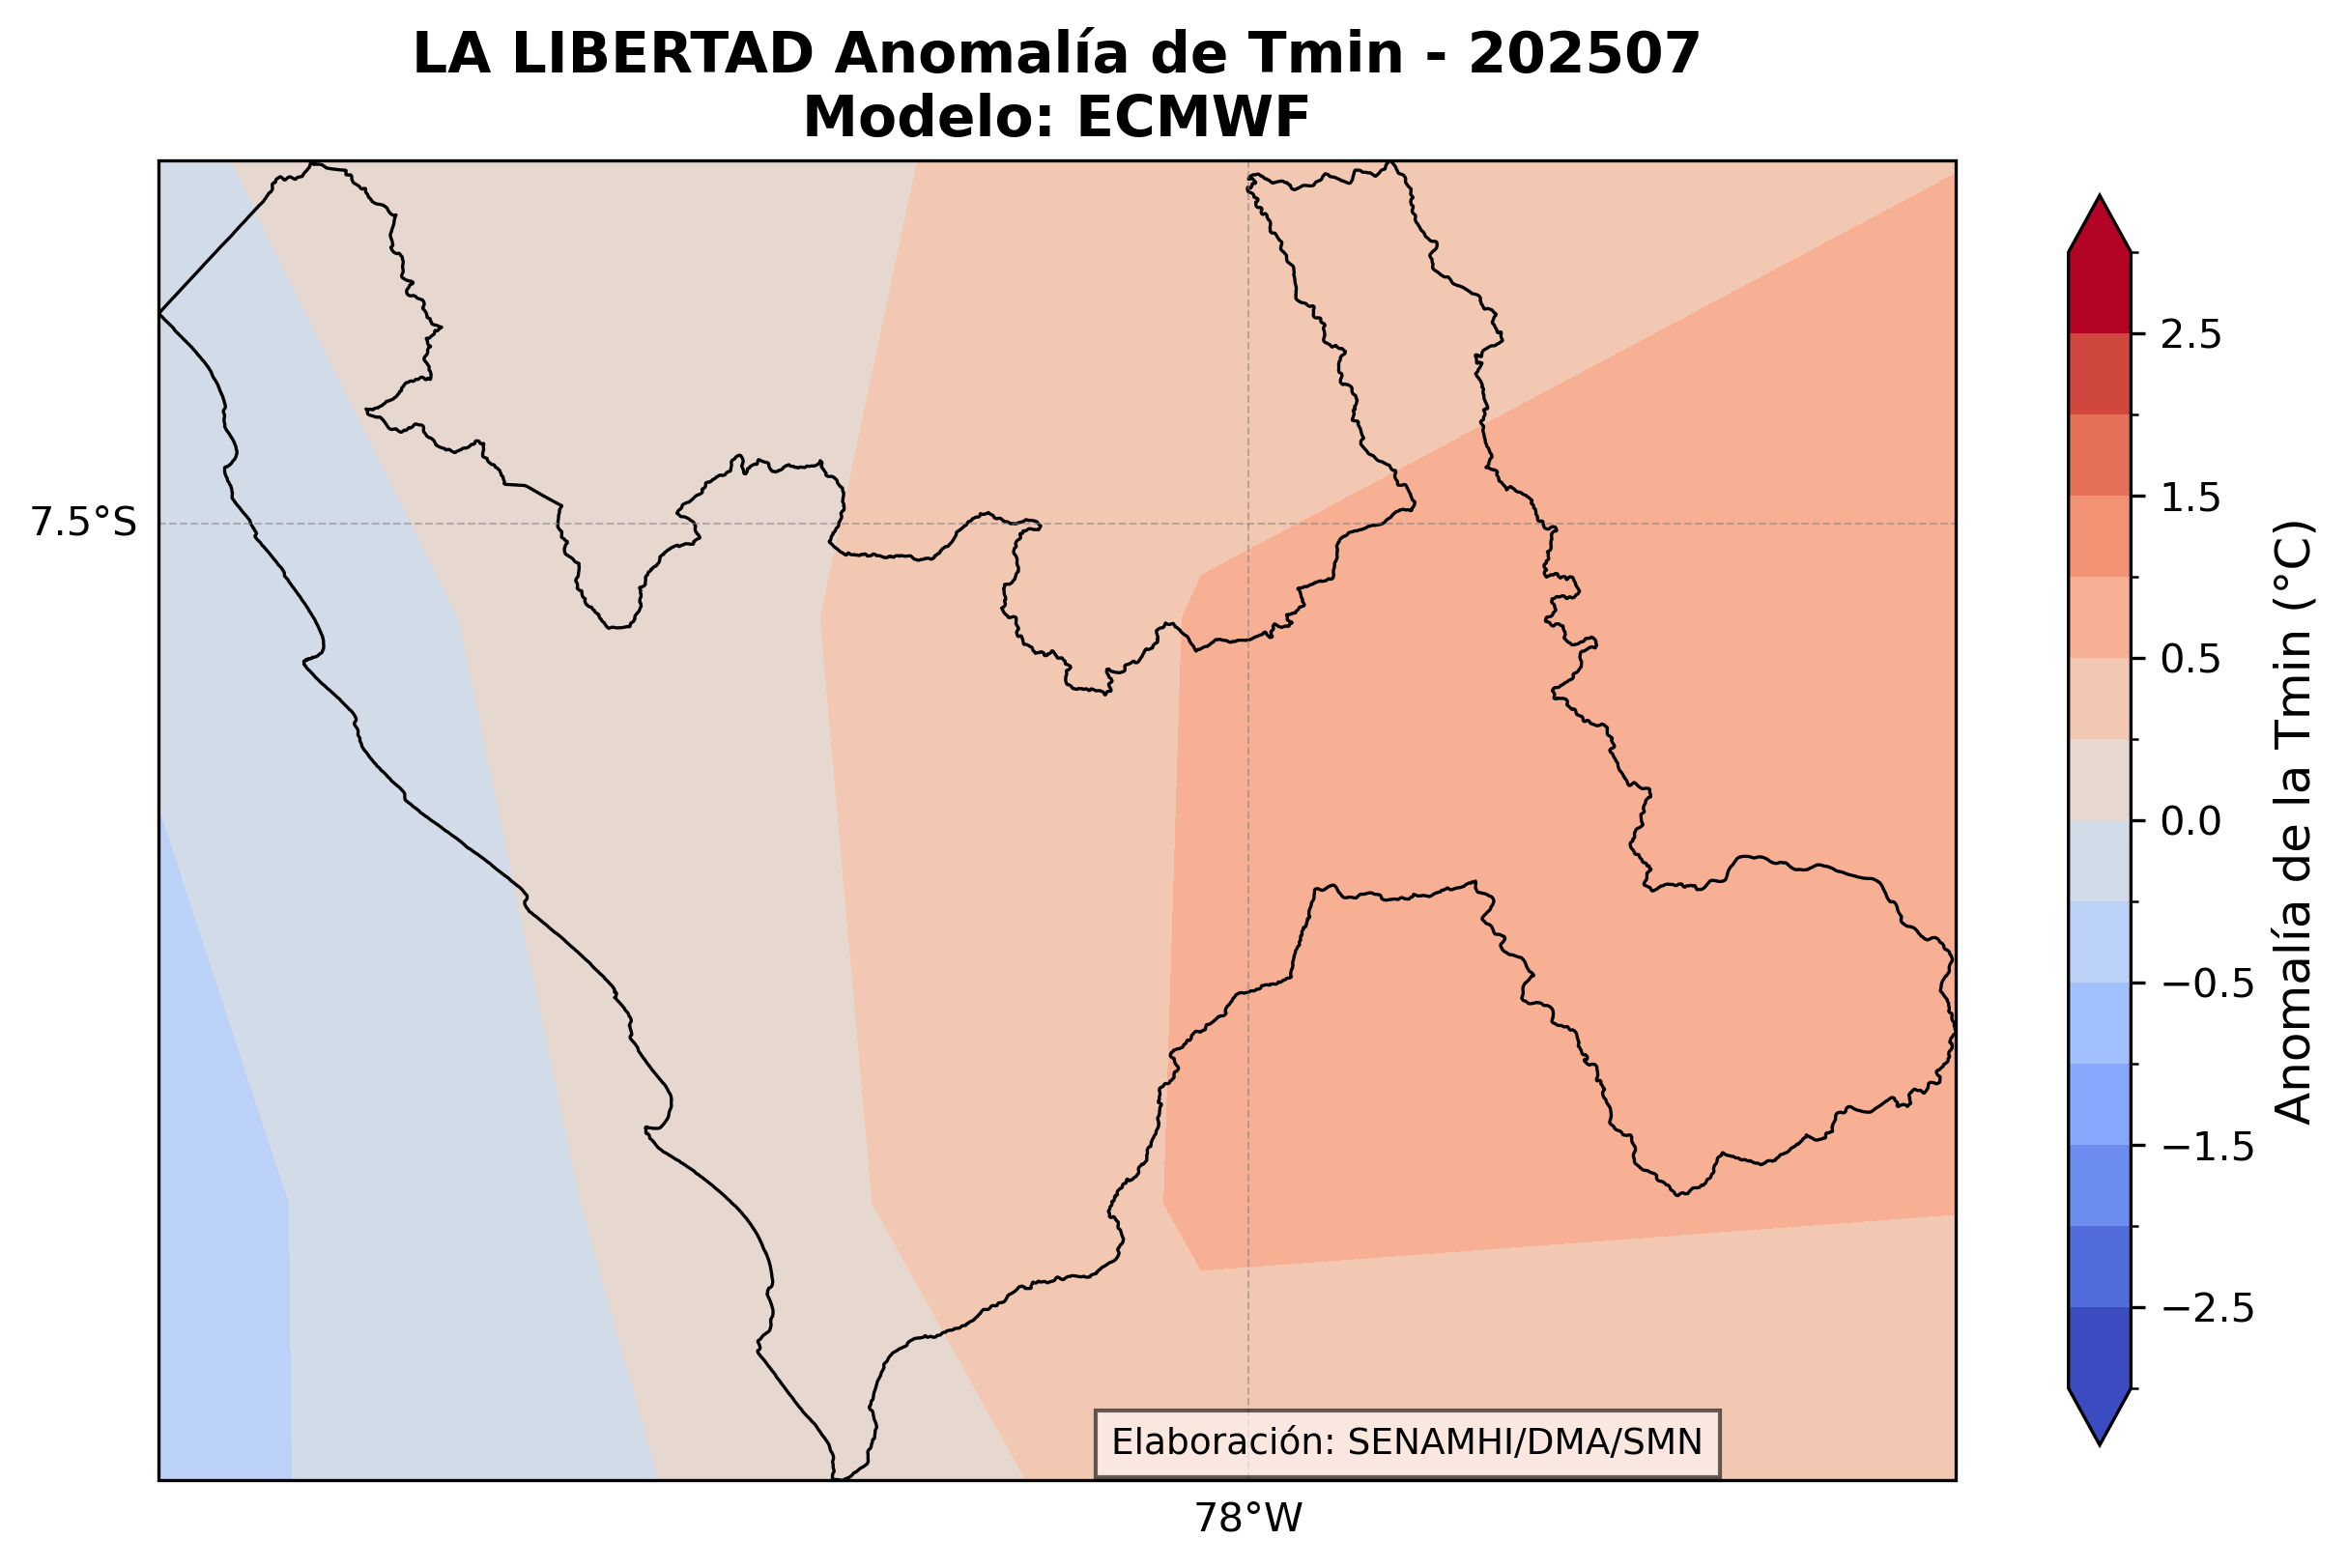 LA LIBERTAD Anomalía de Tmin - 202507
Modelo: ECMWF
7.5°S
78°W
Elaboración: SENAMHI/DMA/SMN
2.5
1.5
0.5
0.0
−0.5
−1.5
−2.5
Anomalía de la Tmin (°C)